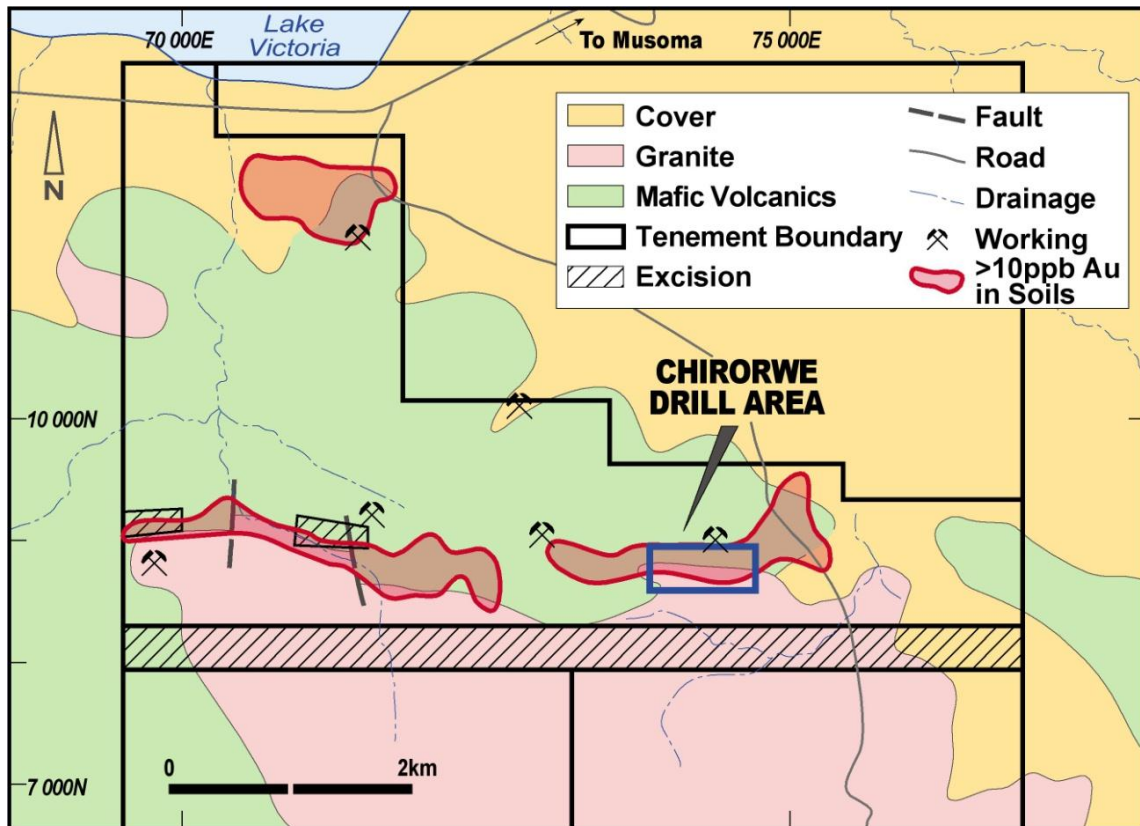 70 000E
Lake
Victoria
To Musoma
75 000E
N
Cover
Granite
Mafic Volcanics
Tenement Boundary
Excision
Fault
Road
Drainage
Working
>10ppb Au
in Soils
CHIRORWE
DRILL AREA
10 000N
7 000N
0
2km